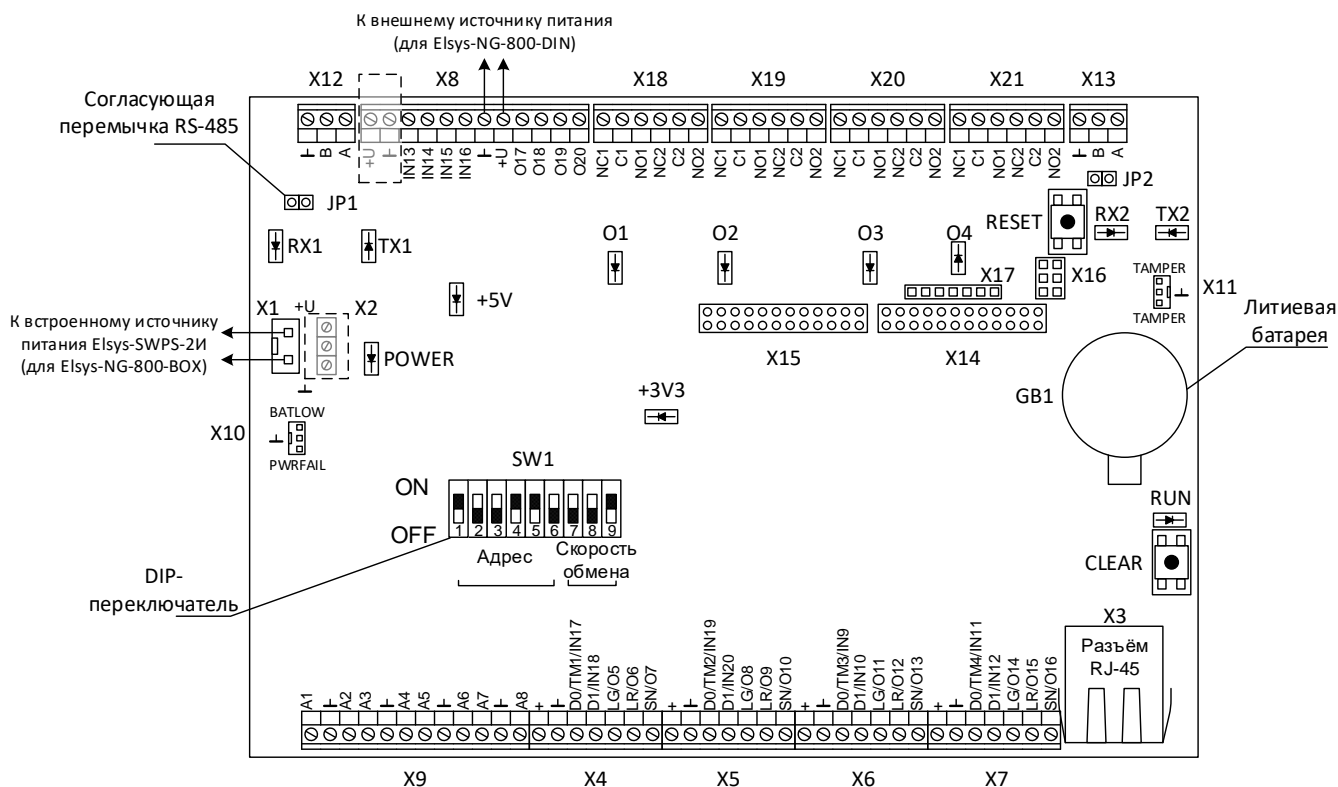 К внешнему источнику питания
(для Elsys-NG-800-DIN)
X12
X8
X18
X19
X20
X21
X13
Согласующая
перемычка RS-485
⊥ B A
+U ⊥ IN13 IN14 IN15 IN16 ⊥ +U O17 O18 O19 O20
NC1 C1 NO1 NC2 C2 NO2
NC1 C1 NO1 NC2 C2 NO2
NC1 C1 NO1 NC2 C2 NO2
NC1 C1 NO1 NC2 C2 NO2
⊥ B A
JP1
JP2
RX1
TX1
O1
O2
O3
O4
RESET
RX2
TX2
X17
X16
TAMPER
⊥
TAMPER
X11
+5V
X1
+U
X2
К встроенному источнику
питания Elsys-SWPS-2И
(для Elsys-NG-800-BOX)
POWER
⊥
X15
X14
Литиевая
батарея
+3V3
GB1
BATLOW
X10
⊥
PWRFAIL
SW1
ON
OFF
1 2 3 4 5 6 7 8 9
Адрес
Скорость
обмена
RUN
CLEAR
DIP-
переключатель
X3
Разъём
RJ-45
A1 ⊥ A2 A3 ⊥ A4 A5 ⊥ A6 A7 ⊥ A8
+ ⊥ D0/TM1/IN17 D1/IN18 LG/O5 LR/O6 SN/O7
+ ⊥ D0/TM2/IN19 D1/IN20 LG/O8 LR/O9 SN/O10
+ ⊥ D0/TM3/IN9 D1/IN10 LG/O11 LR/O12 SN/O13
+ ⊥ D0/TM4/IN11 D1/IN12 LG/O14 LR/O15 SN/O16
X9
X4
X5
X6
X7